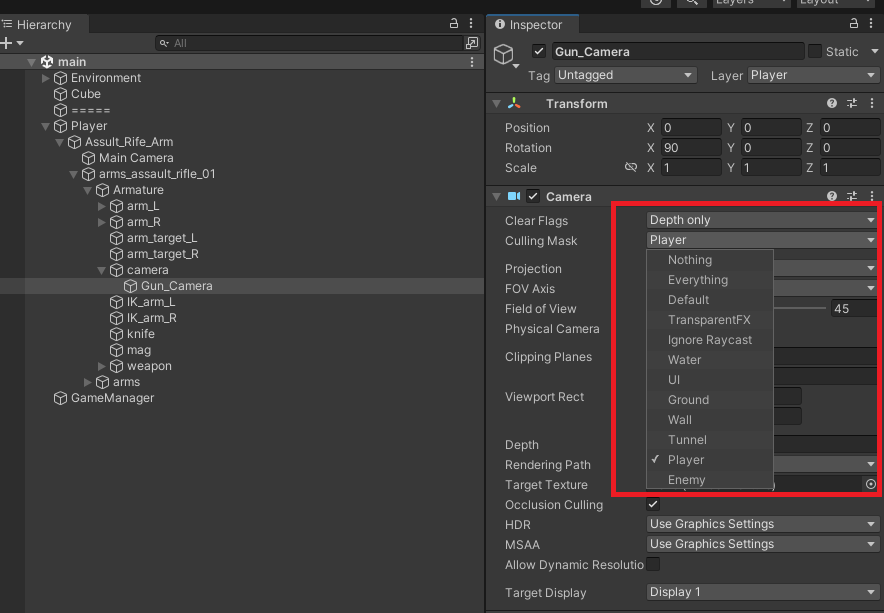 Layers
Layout
Hierarchy
All
main
Environment
Cube
=====
Player
Assult_Rife_Arm
Main Camera
arms_assault_rifle_01
Armature
arm_L
arm_R
arm_target_L
arm_target_R
camera
Gun_Camera
IK_arm_L
IK_arm_R
knife
mag
weapon
arms
GameManager
Inspector
Gun_Camera Static
Tag Untagged Layer Player
Transform
Position X 0 Y 0 Z 0
Rotation X 90 Y 0 Z 0
Scale X 1 Y 1 Z 1
Camera
Clear Flags Depth only
Culling Mask Player
Projection
FOV Axis
Field of View 45
Physical Camera
Clipping Planes
Viewport Rect
Depth
Rendering Path
Target Texture
Nothing
Everything
Default
TransparentFX
Ignore Raycast
Water
UI
Ground
Wall
Tunnel
Player
Enemy
Occlusion Culling
HDR Use Graphics Settings
MSAA Use Graphics Settings
Allow Dynamic Resolutio
Target Display Display 1